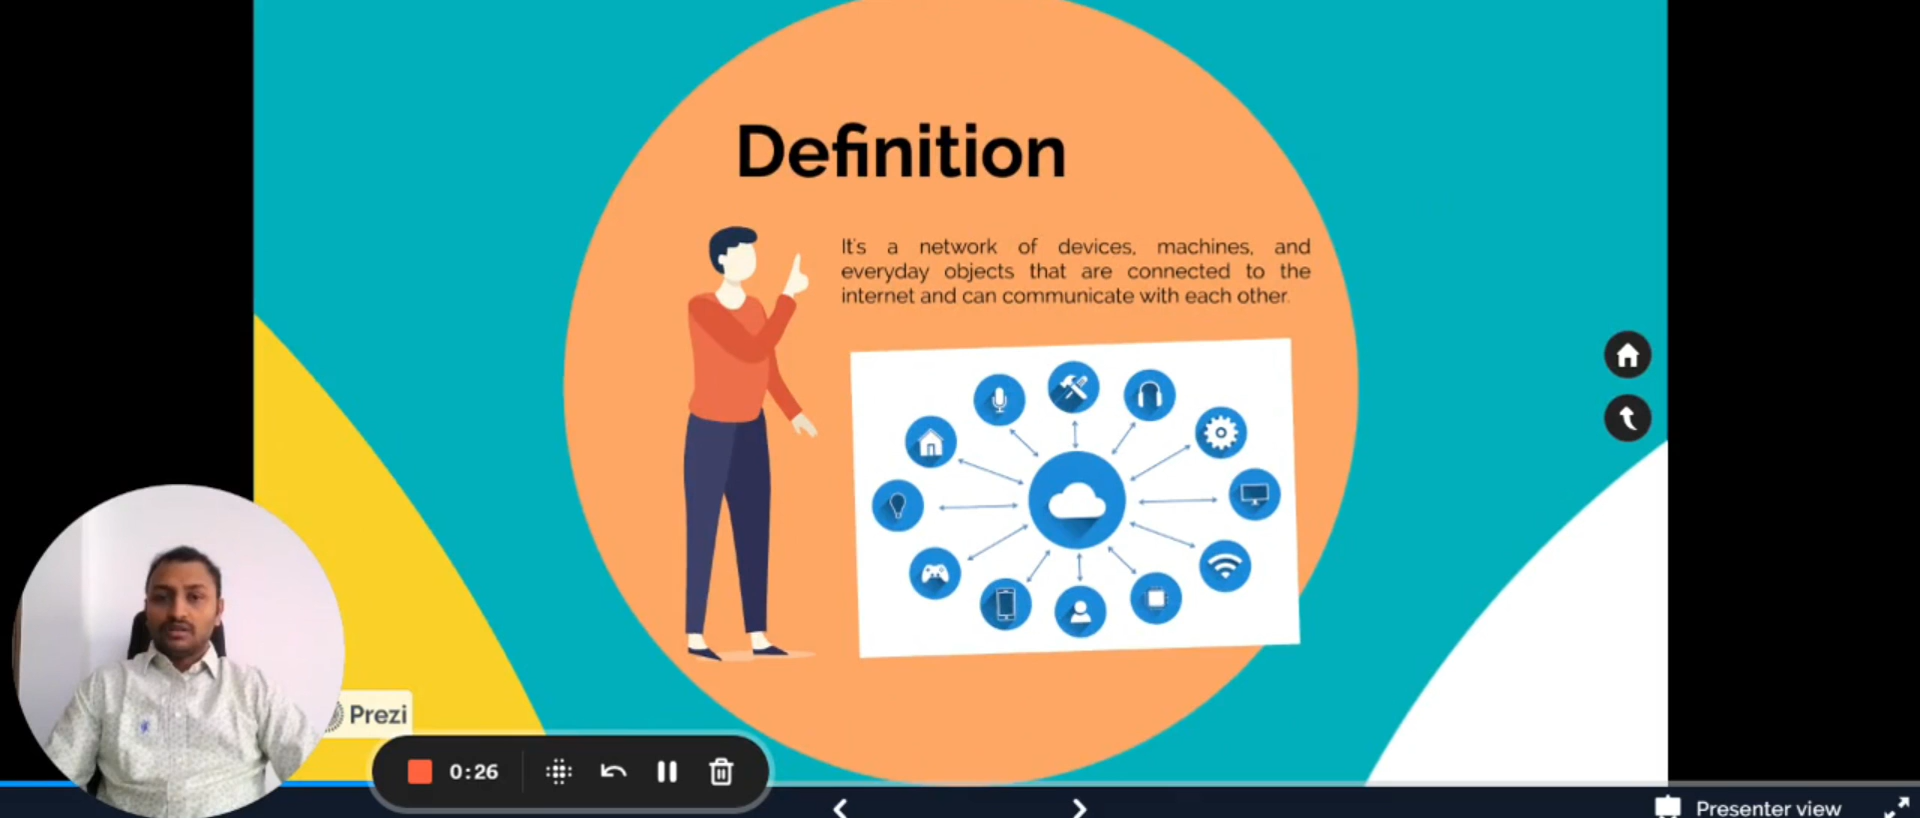 Definition
It's a network of devices, machines, and
everyday objects that are connected to the
internet and can communicate with each other.
Prezi
0:26
Presenter view